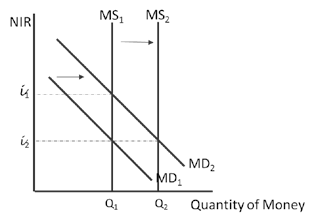 NIR
MS₁
MS₂
i₁
i₂
MD₂
MD₁
Q₁
Q₂
Quantity of Money